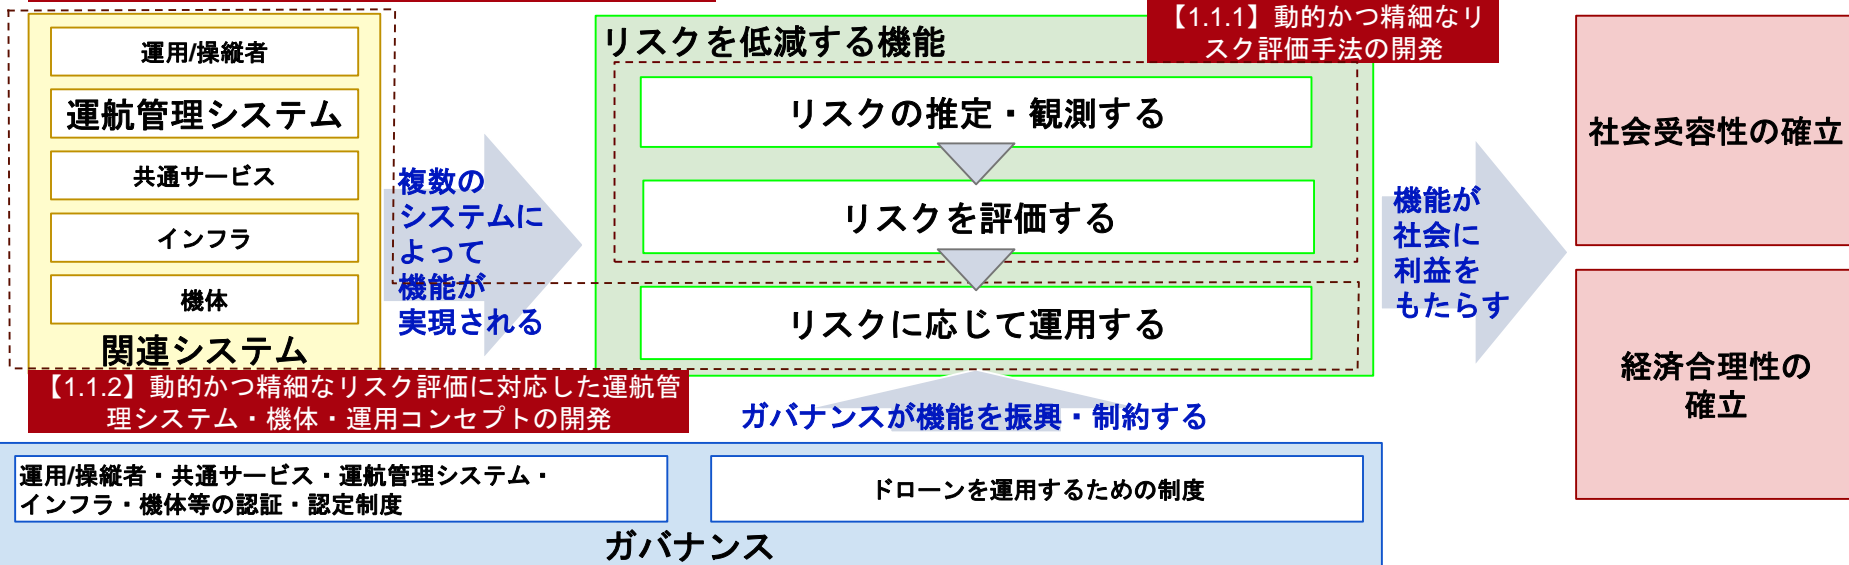 運用/操縦者
運航管理システム
共通サービス
インフラ
機体
関連システム
複数の
システムに
よって
機能が
実現される
リスクを低減する機能
【1.1.1】動的かつ精細なリ
スク評価手法の開発
リスクの推定・観測する
リスクを評価する
リスクに応じて運用する
機能が
社会に
利益を
もたらす
社会受容性の確立
経済合理性の
確立
【1.1.2】動的かつ精細なリスク評価に対応した運航管
理システム・機体・運用コンセプトの開発
ガバナンスが機能を振興・制約する
運用/操縦者・共通サービス・運航管理システム・
インフラ・機体等の認証・認定制度
ドローンを運用するための制度
ガバナンス